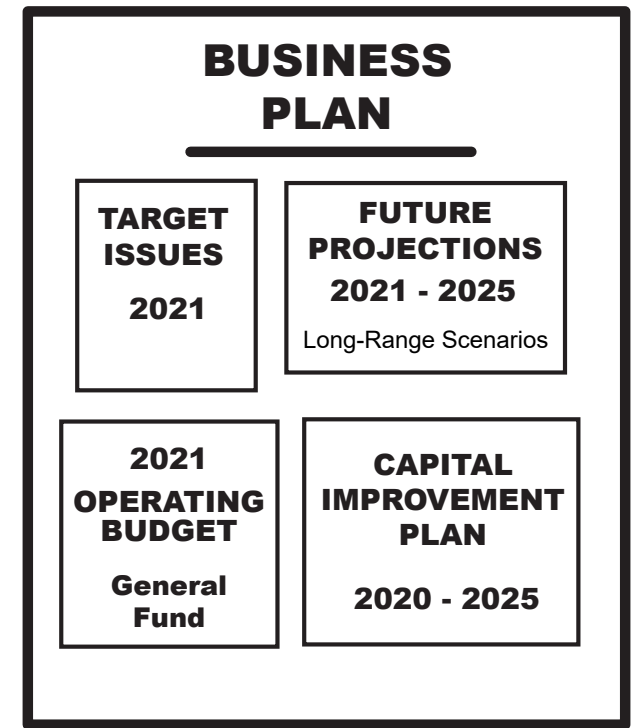 BUSINESS
PLAN
TARGET
ISSUES
2021
FUTURE
PROJECTIONS
2021 - 2025
Long-Range Scenarios
2021
OPERATING
BUDGET
General
Fund
CAPITAL
IMPROVEMENT
PLAN
2020 - 2025